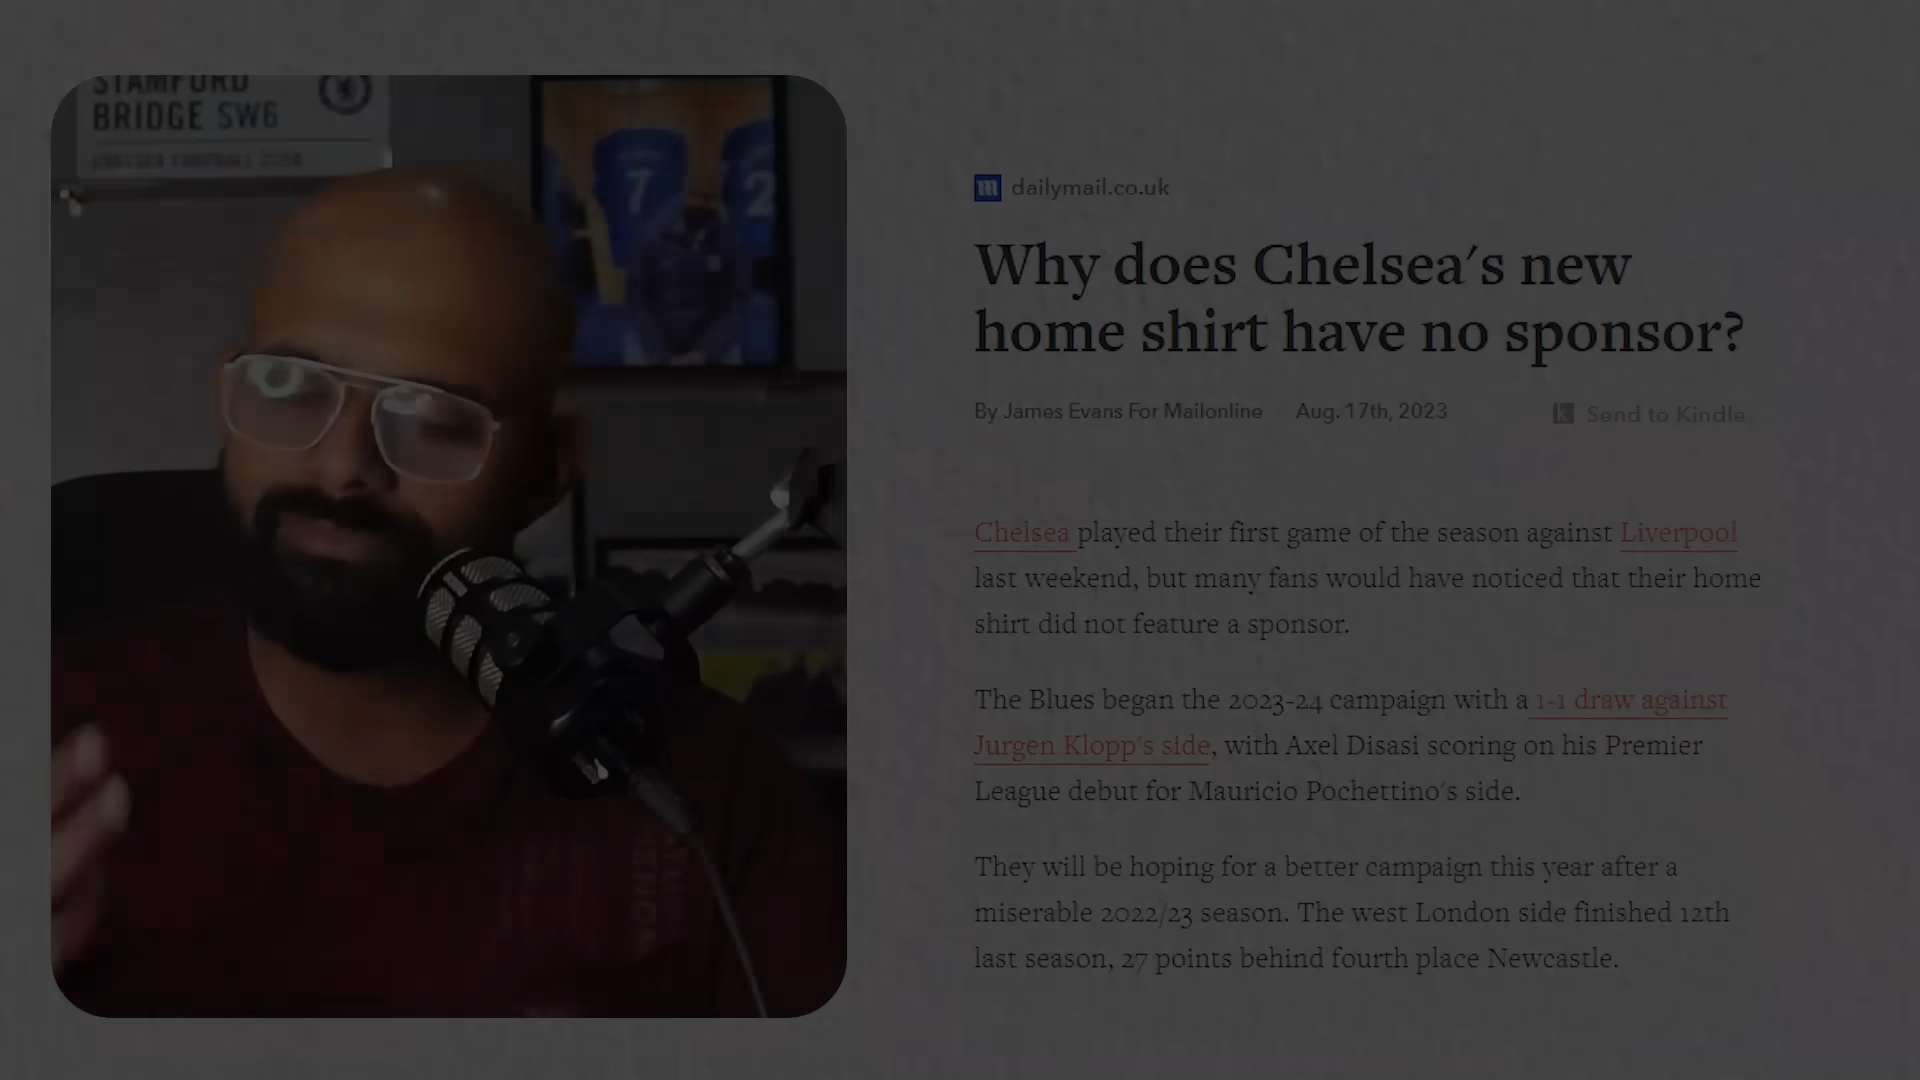 STAMFORD
BRIDGE SW6
7
2
m dailymail.co.uk
Why does Chelsea's new
home shirt have no sponsor?
By James Evans For Mailonline Aug. 17th, 2023 k Send to Kindle
Chelsea played their first game of the season against Liverpool
last weekend, but many fans would have noticed that their home
shirt did not feature a sponsor.
The Blues began the 2023-24 campaign with a 1-1 draw against
Jurgen Klopp's side, with Axel Disasi scoring on his Premier
League debut for Mauricio Pochettino's side.
They will be hoping for a better campaign this year after a
miserable 2022/23 season. The west London side finished 12th
last season, 27 points behind fourth place Newcastle.